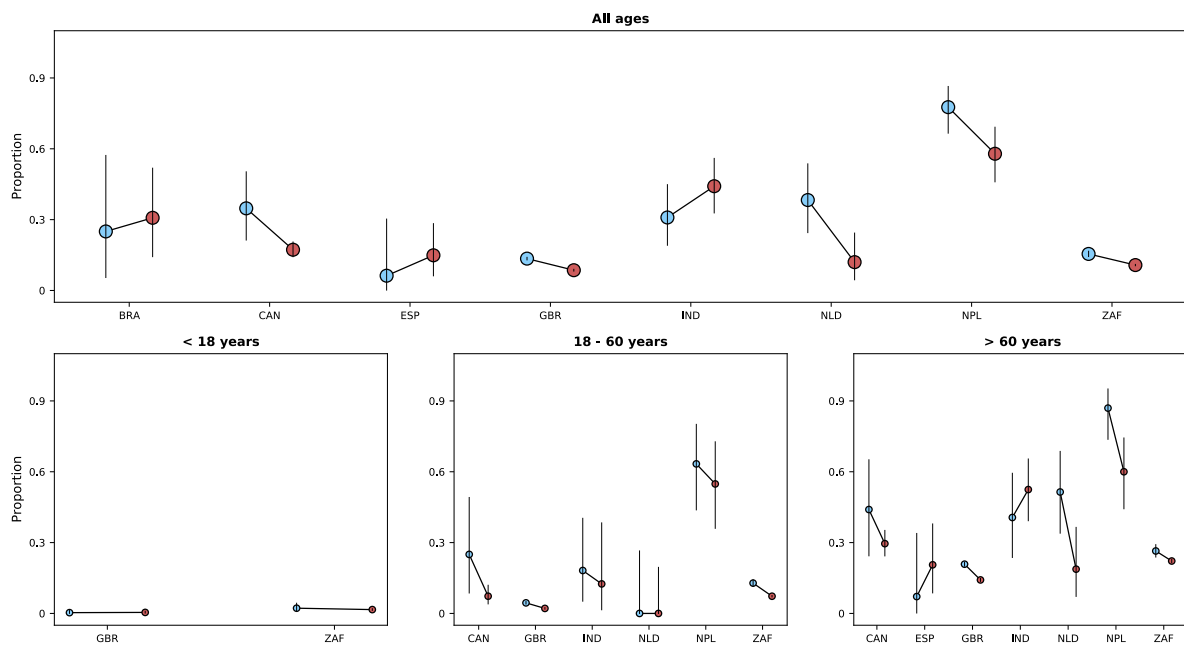 All ages
Proportion
0.9
0.6
0.3
0
BRA CAN ESP GBR IND NLD NPL ZAF
< 18 years
Proportion
0.9
0.6
0.3
0
GBR ZAF
18 - 60 years
0.9
0.6
0.3
0
CAN GBR IND NLD NPL ZAF
> 60 years
0.9
0.6
0.3
0
CAN ESP GBR IND NLD NPL ZAF